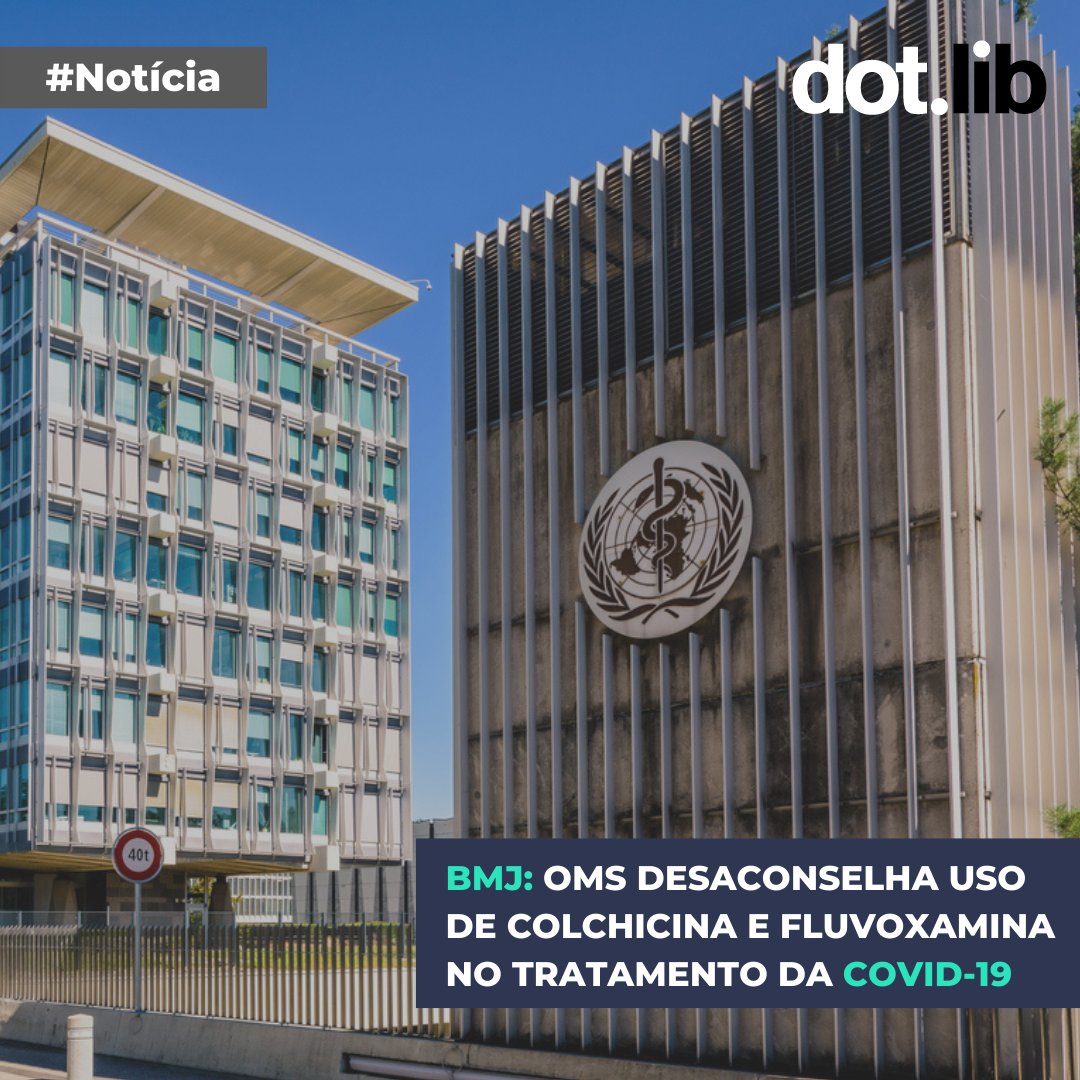 #Notícia
dot.lib
40t
BMJ: OMS DESACONSELHA USO
DE COLCHICINA E FLUVOXAMINA
NO TRATAMENTO DA COVID-19